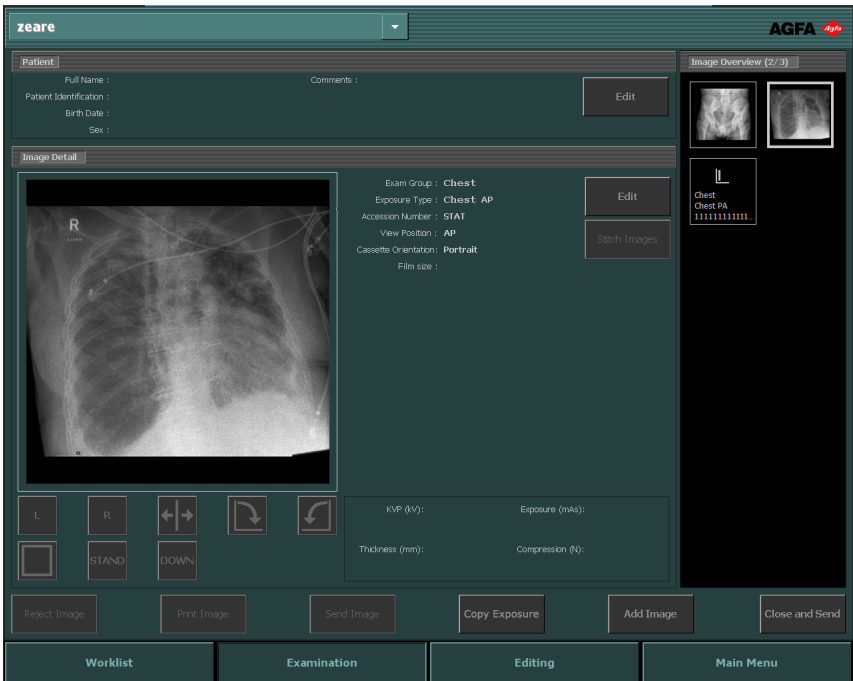 zeare
AGFA Agfa
Patient
Full Name :
Comments :
Patient Identification :
Birth Date :
Sex :
Edit
Image Overview (2/3)
Chest
Chest PA
111111111111..
Image Detail
R
Exam Group : Chest
Exposure Type : Chest AP
Accession Number : STAT
View Position : AP
Cassette Orientation: Portrait
Film size :
Edit
Stitch Images
L
R
STAND
DOWN
KVP (kV):
Exposure (mAs):
Thickness (mm):
Compression (N):
Reject Image
Print Image
Send Image
Copy Exposure
Add Image
Close and Send
Worklist
Examination
Editing
Main Menu